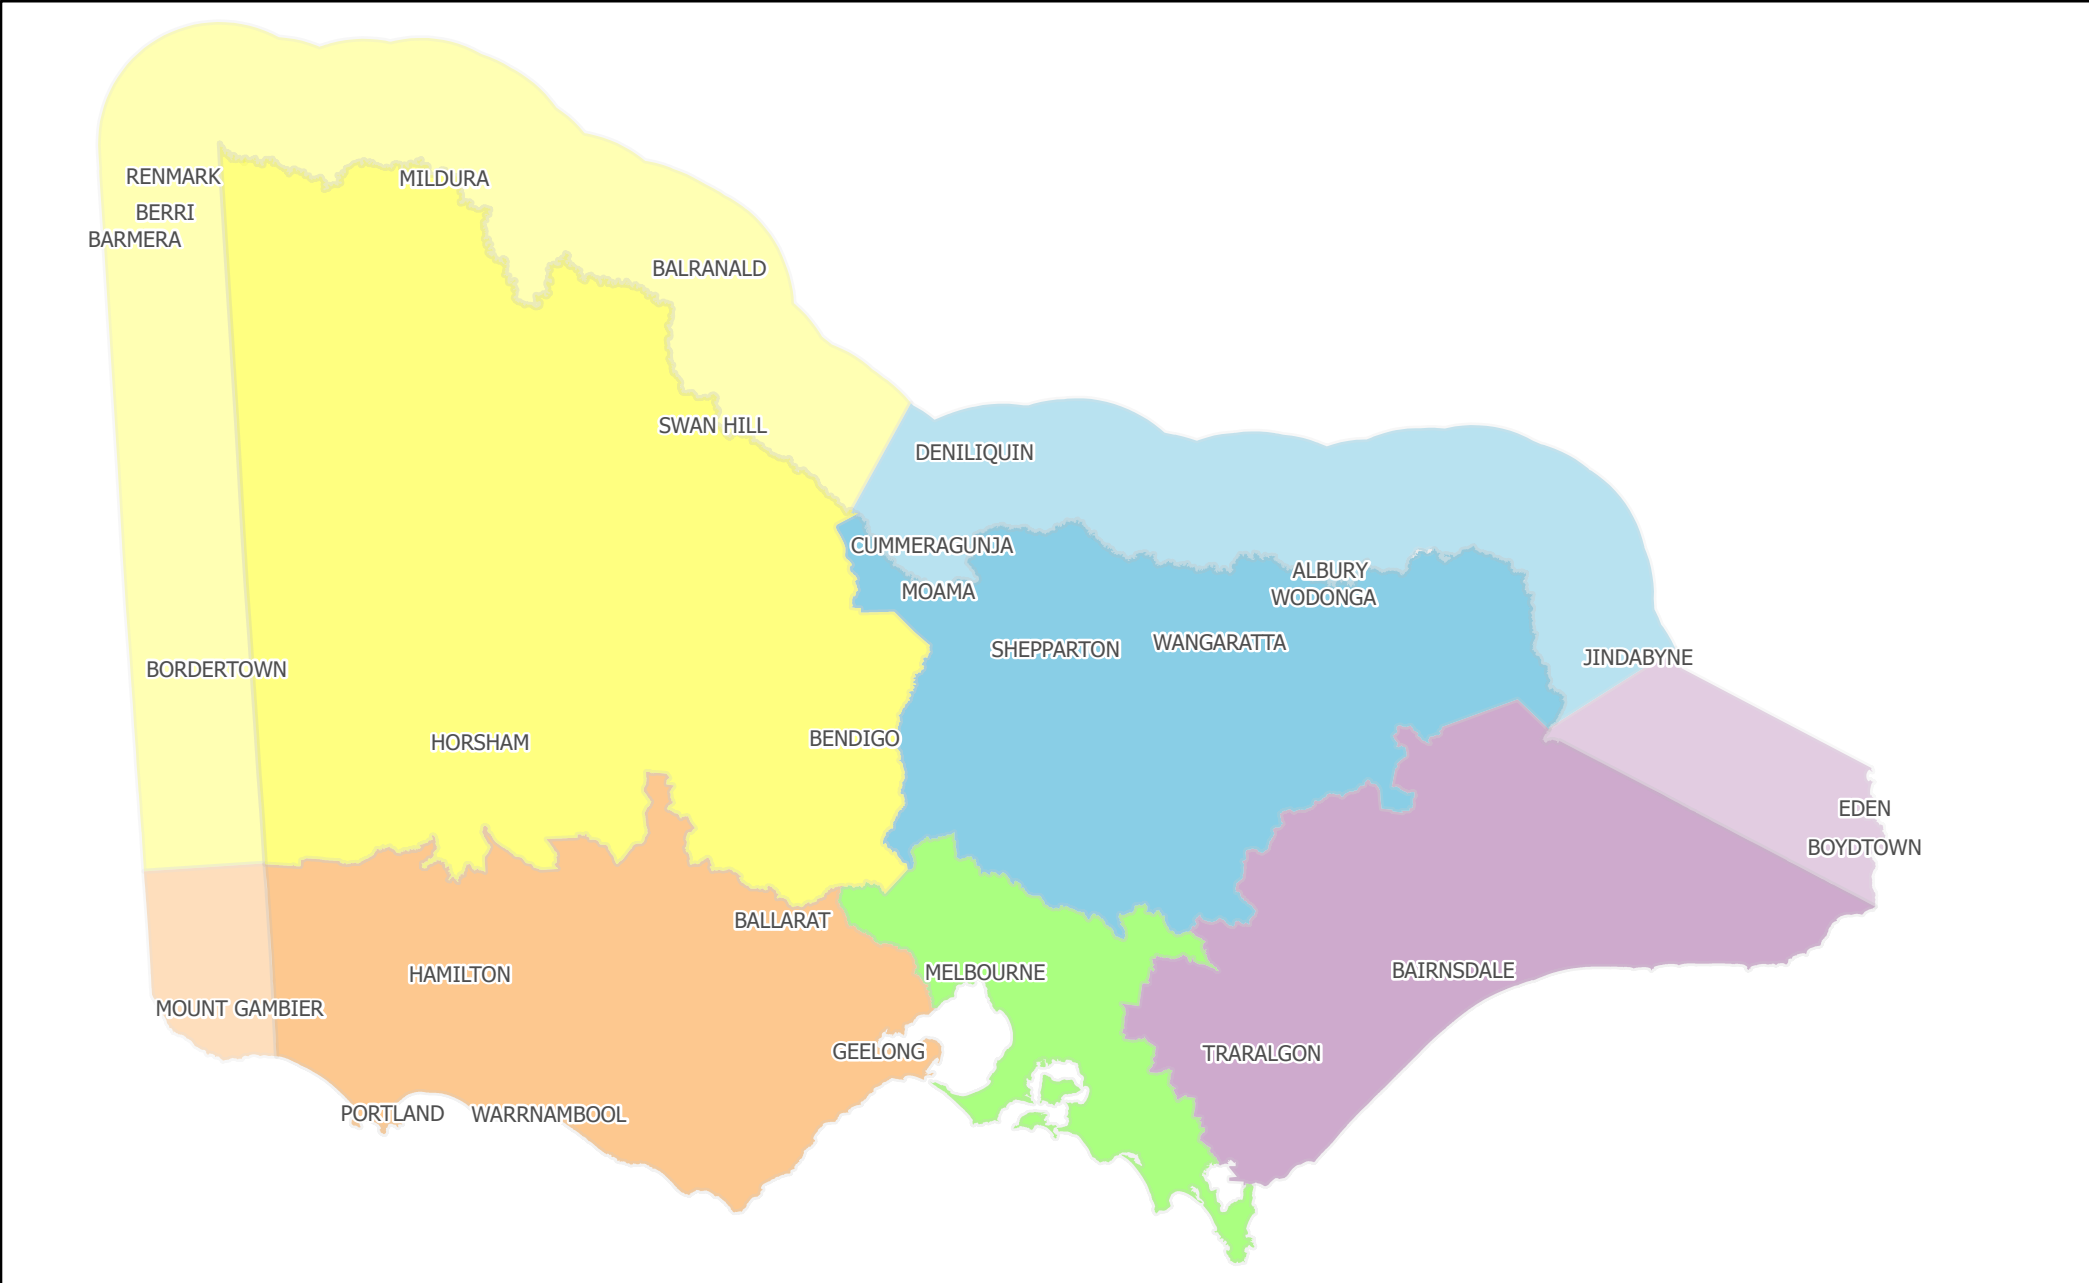 RENMARK
MILDURA
BERRI
BARMERA
BALRANALD
SWAN HILL
DENILIQUIN
CUMMERAGUNJA
MOAMA
ALBURY
WODONGA
SHEPPARTON
WANGARATTA
JINDABYNE
BORDERTOWN
HORSHAM
BENDIGO
EDEN
BOYDTOWN
BALLARAT
HAMILTON
MELBOURNE
BAIRNSDALE
MOUNT GAMBIER
GEELONG
TRARALGON
PORTLAND
WARRNAMBOOL